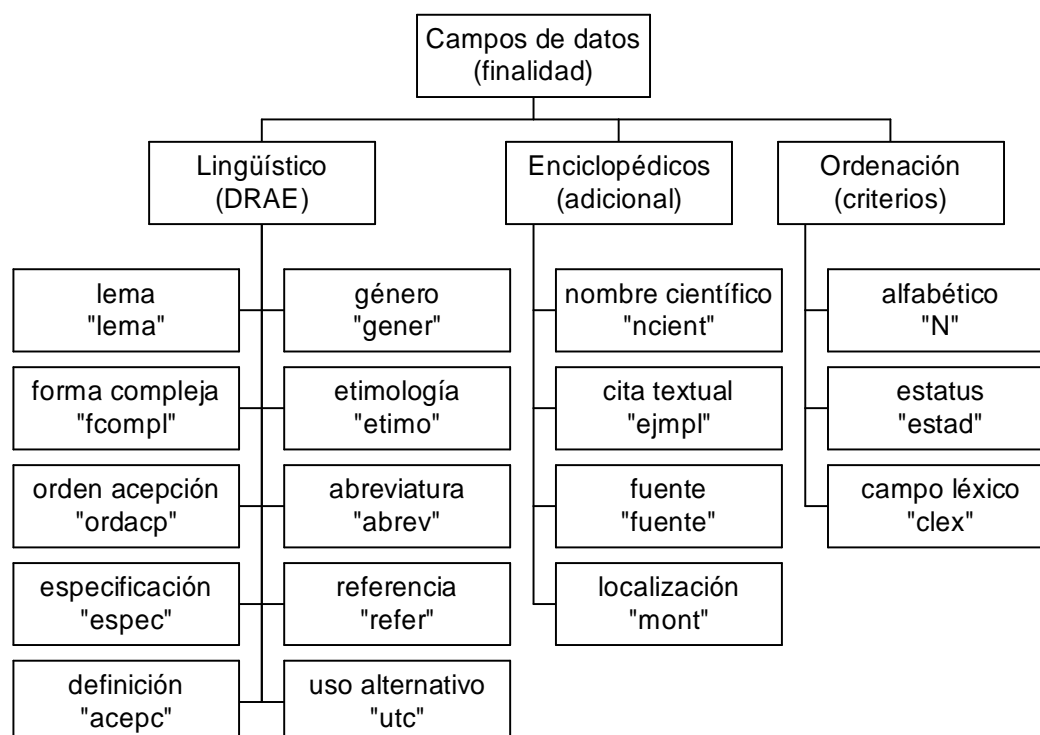 Campos de datos
(finalidad)
Lingüístico
(DRAE)
Enciclopédicos
(adicional)
Ordenación
(criterios)
lema
"lema"
género
"gener"
nombre científico
"ncient"
alfabético
"N"
forma compleja
"fcompl"
etimología
"etimo"
cita textual
"ejmpl"
estatus
"estad"
orden acepción
"ordacp"
abreviatura
"abrev"
fuente
"fuente"
campo léxico
"clex"
especificación
"espec"
referencia
"refer"
localización
"mont"
definición
"acepc"
uso alternativo
"utc"